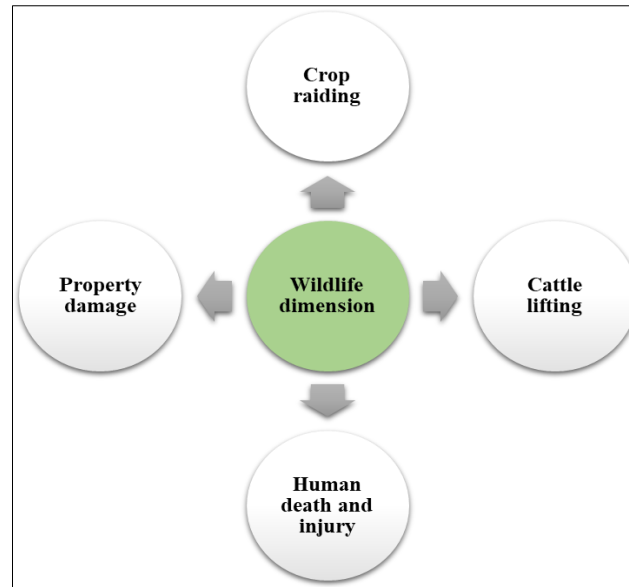 Crop
raiding
Property
damage
Wildlife
dimension
Cattle
lifting
Human
death and
injury